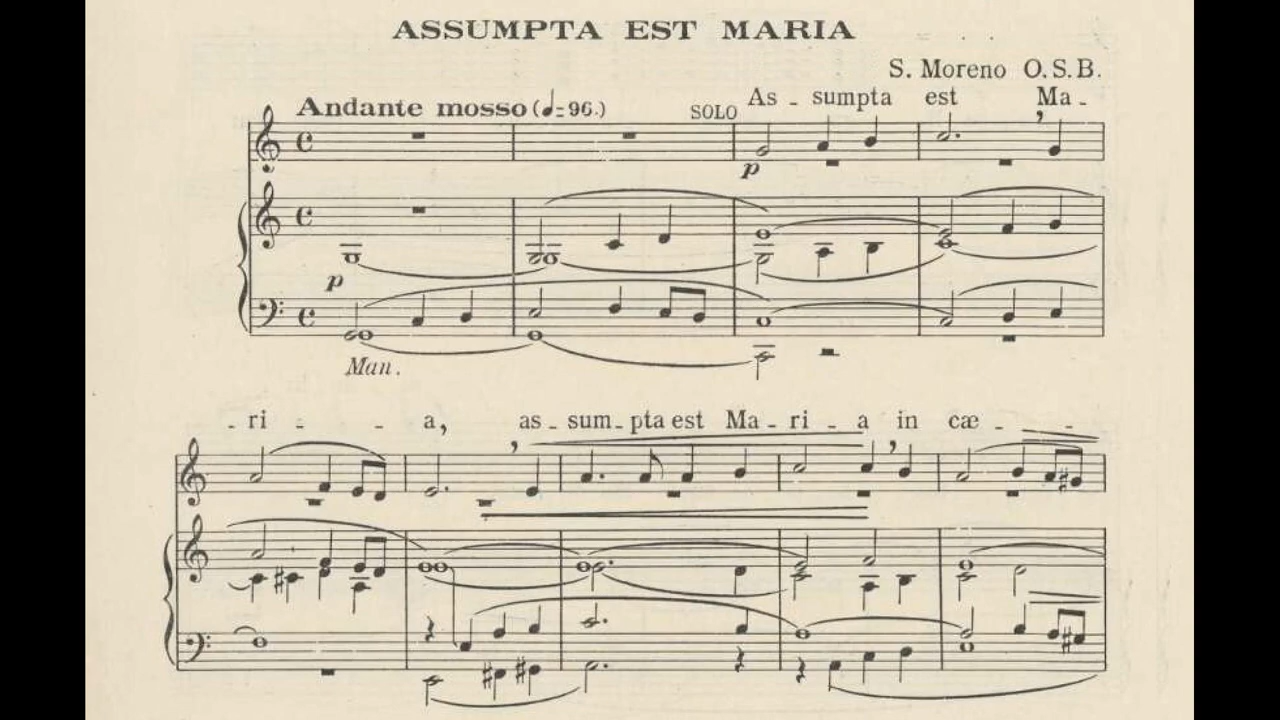 ASSUMPTA EST MARIA
S. Moreno O.S.B.
Andante mosso (𝅗𝅥=96.)
SOLO
As - sumpta est Ma -
p
p
Man.
- ri - - a, as - sum - pta est Ma - ri - a in cæ - -